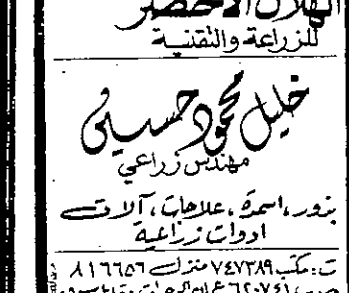 الهلال الأخضر
للزراعة والتقنية
خليل محمود حسيني
مهندس زراعي
بذور، اسمدة، علاجات، آلات
ادوات زراعية
ت: مكتب ٧٤٧٣٨٩ منزل ٨١٦٦٥٦
٦٢٠٧٤١